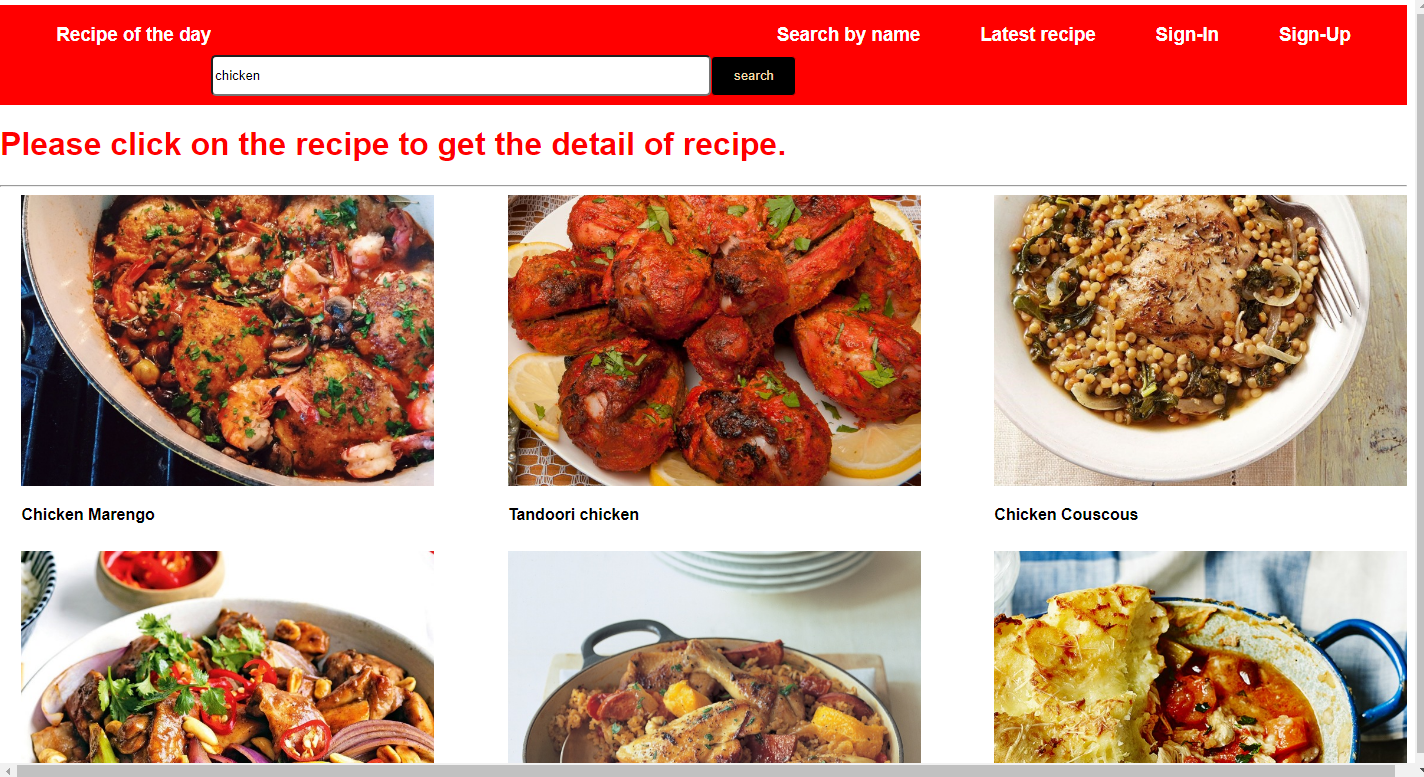 Recipe of the day Search by name Latest recipe Sign-In Sign-Up
chicken search
Please click on the recipe to get the detail of recipe.
Chicken Marengo Tandoori chicken Chicken Couscous